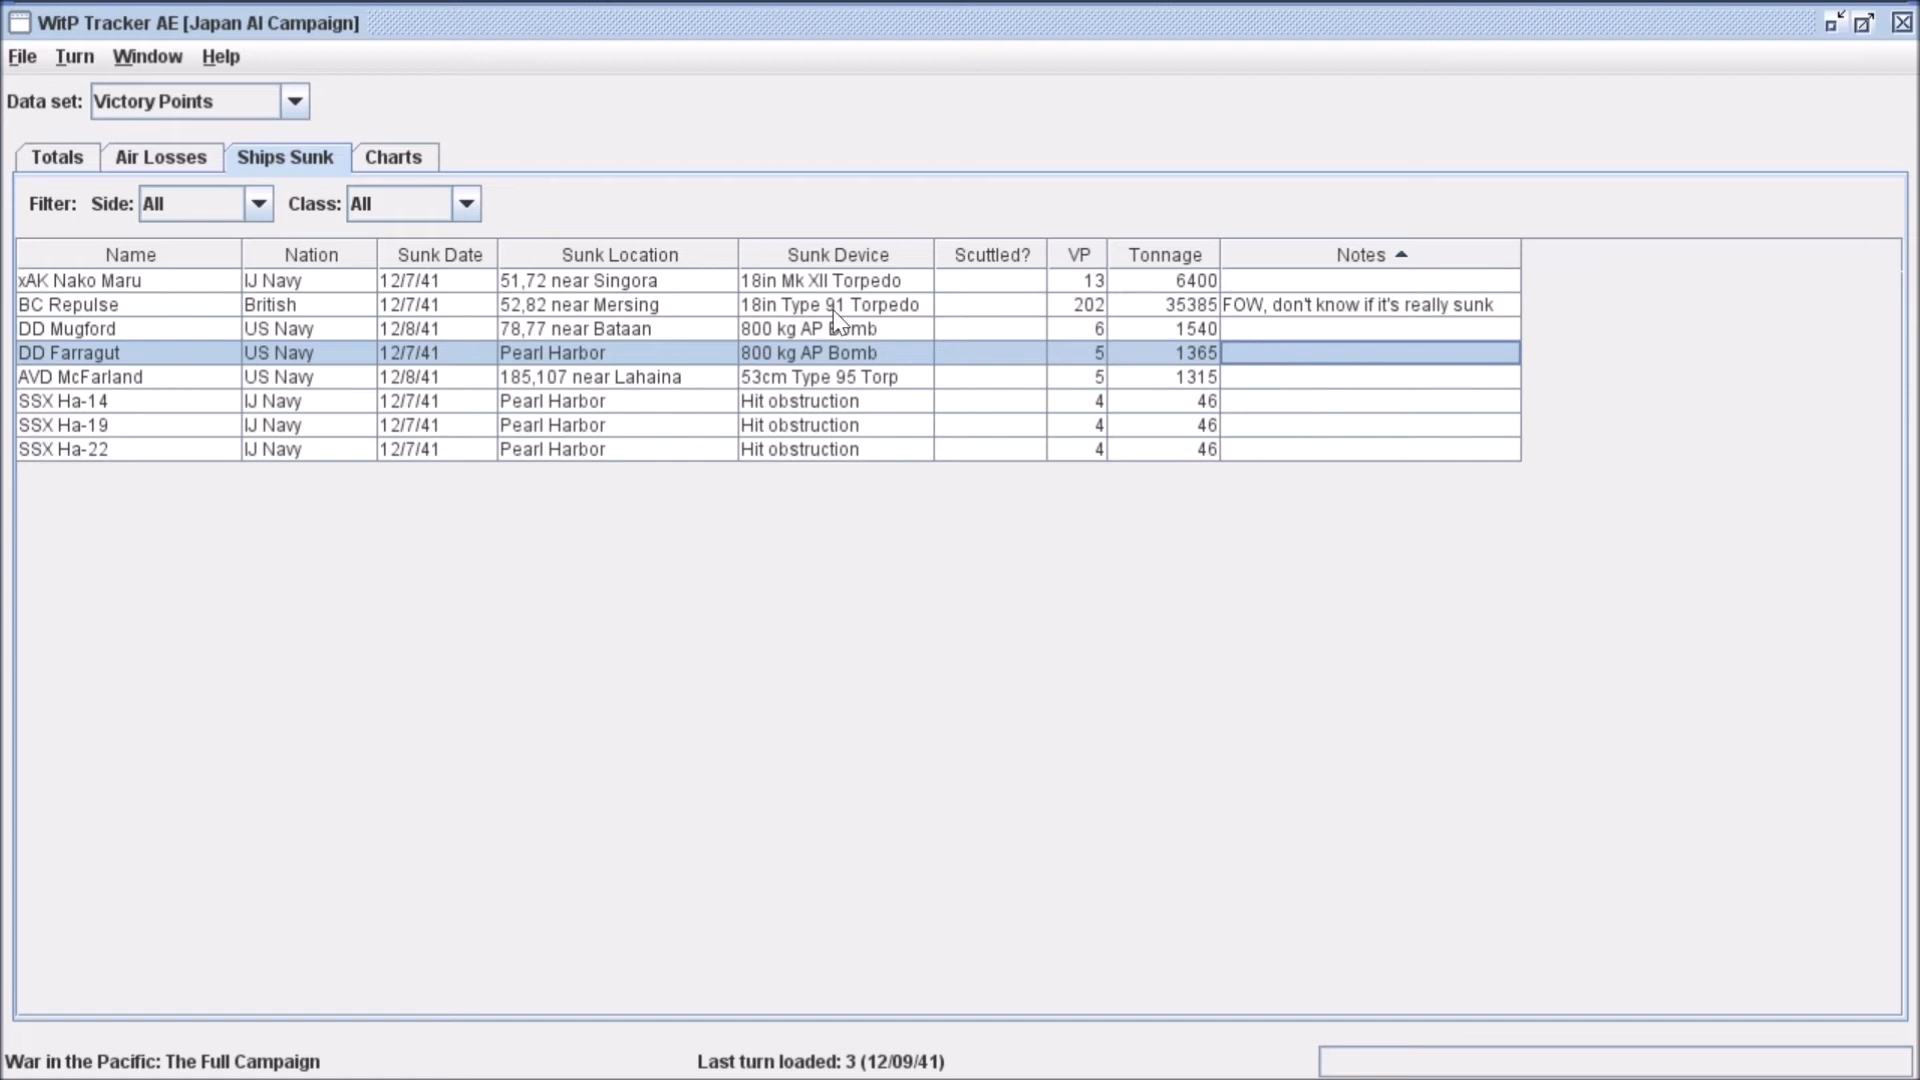 WitP Tracker AE [Japan AI Campaign]
File Turn Window Help
Data set: Victory Points
Totals Air Losses Ships Sunk Charts
Filter: Side: All Class: All
Name Nation Sunk Date Sunk Location Sunk Device Scuttled? VP Tonnage Notes
xAK Nako Maru IJ Navy 12/7/41 51,72 near Singora 18in Mk XII Torpedo 13 6400
BC Repulse British 12/7/41 52,82 near Mersing 18in Type 91 Torpedo 202 35385 FOW, don't know if it's really sunk
DD Mugford US Navy 12/8/41 78,77 near Bataan 800 kg AP Bomb 6 1540
DD Farragut US Navy 12/7/41 Pearl Harbor 800 kg AP Bomb 5 1365
AVD McFarland US Navy 12/8/41 185,107 near Lahaina 53cm Type 95 Torp 5 1315
SSX Ha-14 IJ Navy 12/7/41 Pearl Harbor Hit obstruction 4 46
SSX Ha-19 IJ Navy 12/7/41 Pearl Harbor Hit obstruction 4 46
SSX Ha-22 IJ Navy 12/7/41 Pearl Harbor Hit obstruction 4 46
War in the Pacific: The Full Campaign Last turn loaded: 3 (12/09/41)